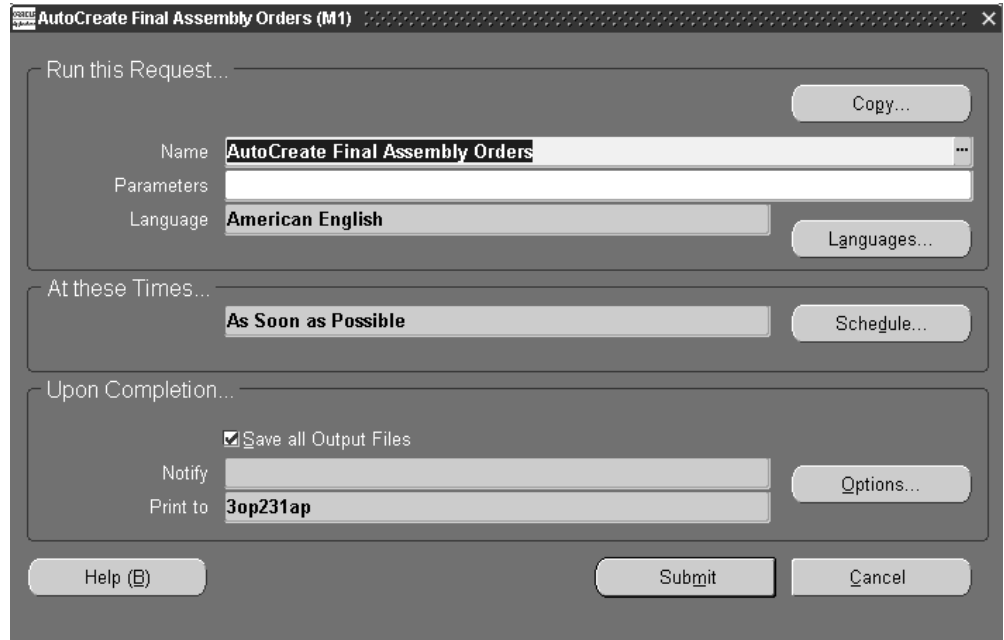 ORACLE AutoCreate Final Assembly Orders (M1)
Run this Request...
Copy...
Name AutoCreate Final Assembly Orders ...
Parameters
Language American English
Languages...
At these Times...
As Soon as Possible Schedule...
Upon Completion...
Save all Output Files
Notify
Options...
Print to 3op231ap
Help (B) Submit Cancel